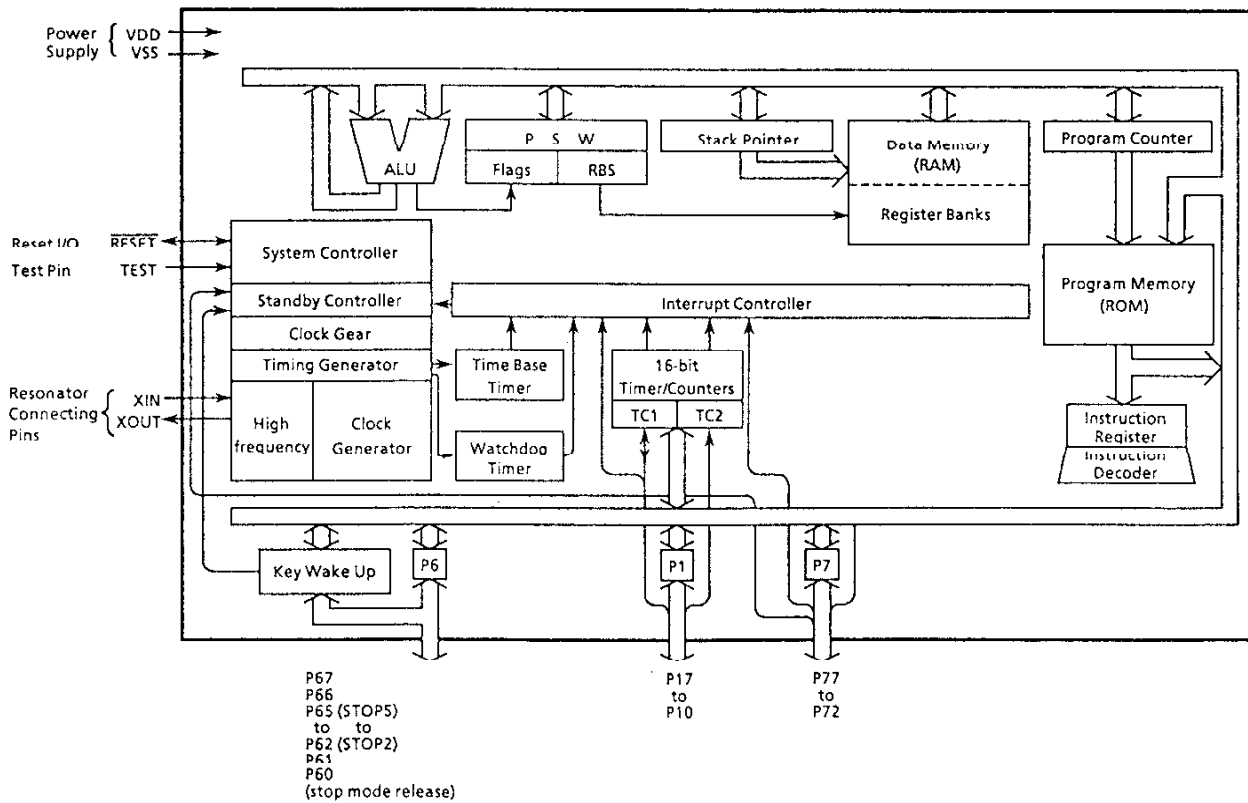 Power VDD
Supply VSS
P S W
Flags RBS
ALU
Stack Pointer
Data Memory
(RAM)
Register Banks
Program Counter
Reset I/O RESET
Test Pin TEST
System Controller
Standby Controller
Clock Gear
Timing Generator
High
frequency
Clock
Generator
Interrupt Controller
Program Memory
(ROM)
Time Base
Timer
16-bit
Timer/Counters
TC1 TC2
Watchdog
Timer
Resonator
Connecting
Pins
XIN
XOUT
Instruction
Register
Instruction
Decoder
Key Wake Up
P6
P1
P7
P67
P66
P65 (STOP5)
to to
P62 (STOP2)
P61
P60
(stop mode release)
P17
to
P10
P77
to
P72